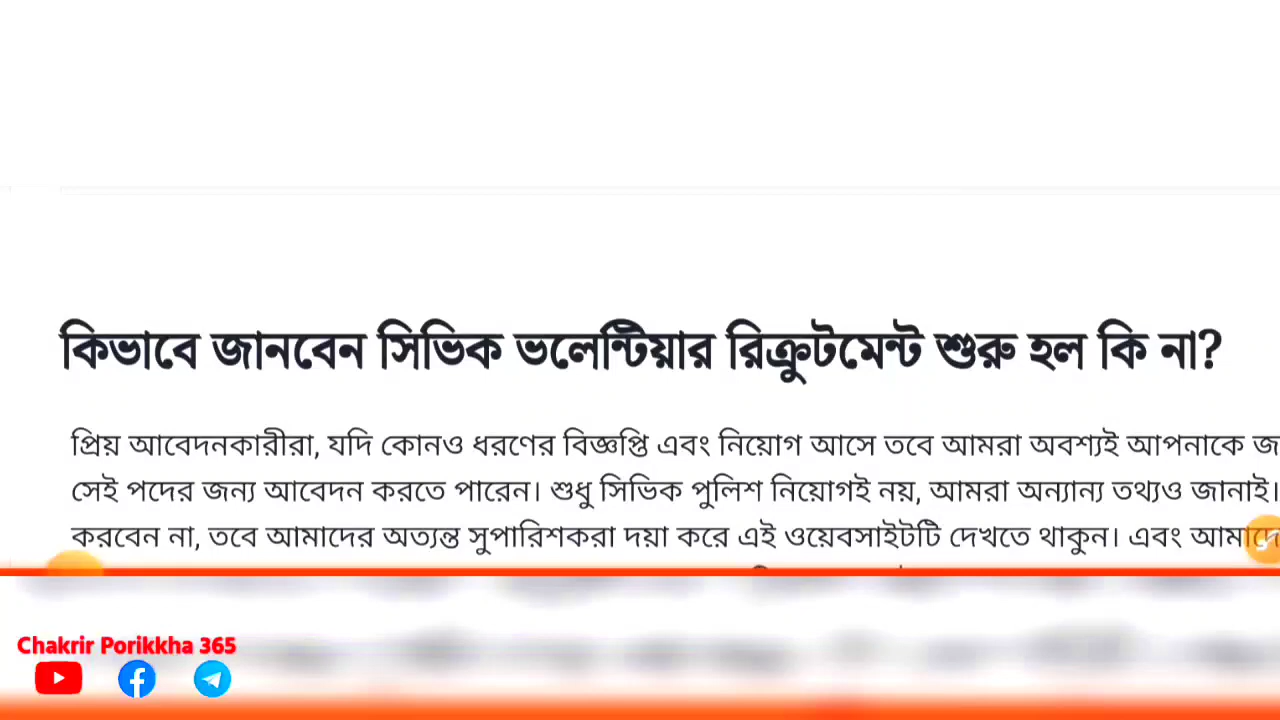 কিভাবে জানবেন সিভিক ভলেন্টিয়ার রিক্রুটমেন্ট শুরু হল কি না?
প্রিয় আবেদনকারীরা, যদি কোনও ধরণের বিজ্ঞপ্তি এবং নিয়োগ আসে তবে আমরা অবশ্যই আপনাকে জ
সেই পদের জন্য আবেদন করতে পারেন। শুধু সিভিক পুলিশ নিয়োগই নয়, আমরা অন্যান্য তথ্যও জানাই।
করবেন না, তবে আমাদের অত্যন্ত সুপারিশকরা দয়া করে এই ওয়েবসাইটটি দেখতে থাকুন। এবং আমাদে
Chakrir Porikkha 365